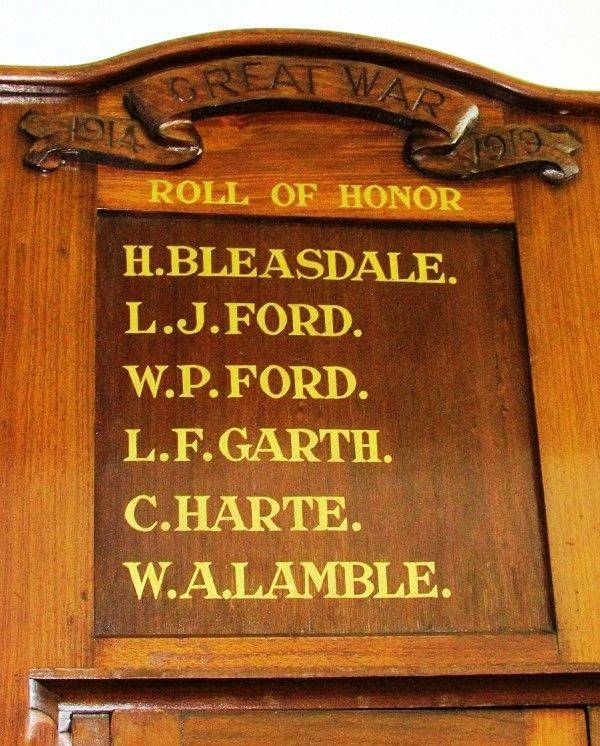 GREAT WAR
1914 1919
ROLL OF HONOR
H.BLEASDALE.
L.J.FORD.
W.P.FORD.
L.F.GARTH.
C.HARTE.
W.A.LAMBLE.